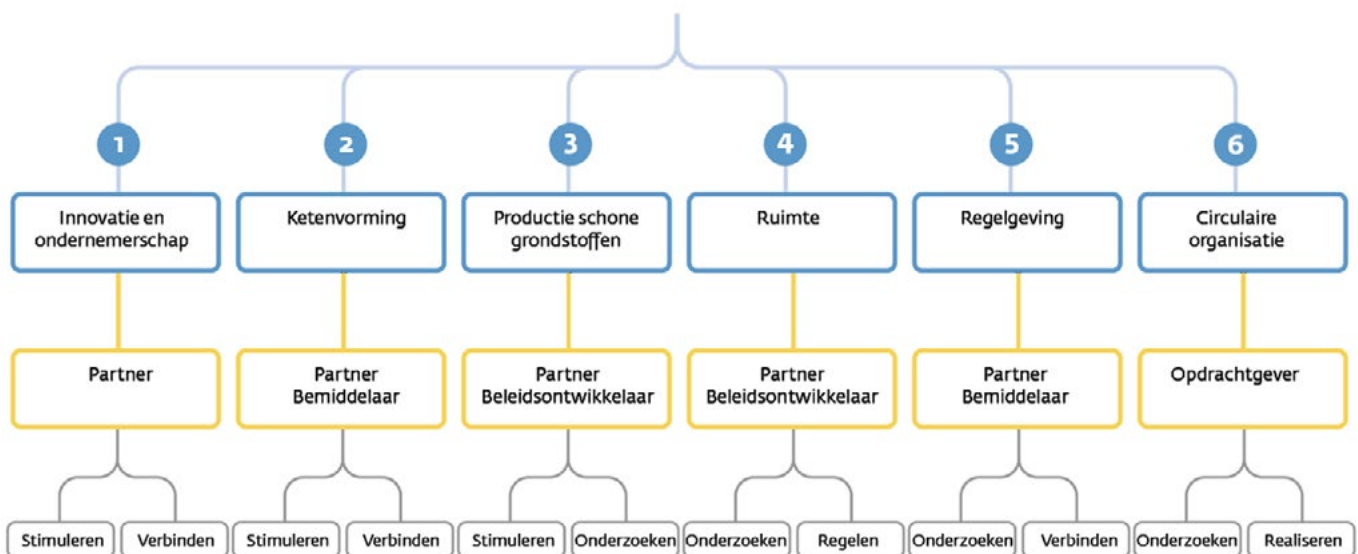 1
2
3
4
5
6
Innovatie en
ondernemerschap
Ketenvorming
Productie schone
grondstoffen
Ruimte
Regelgeving
Circulaire
organisatie
Partner
Partner
Bemiddelaar
Partner
Beleidsontwikkelaar
Partner
Beleidsontwikkelaar
Partner
Bemiddelaar
Opdrachtgever
Stimuleren
Verbinden
Stimuleren
Verbinden
Stimuleren
Onderzoeken
Onderzoeken
Regelen
Onderzoeken
Verbinden
Onderzoeken
Realiseren